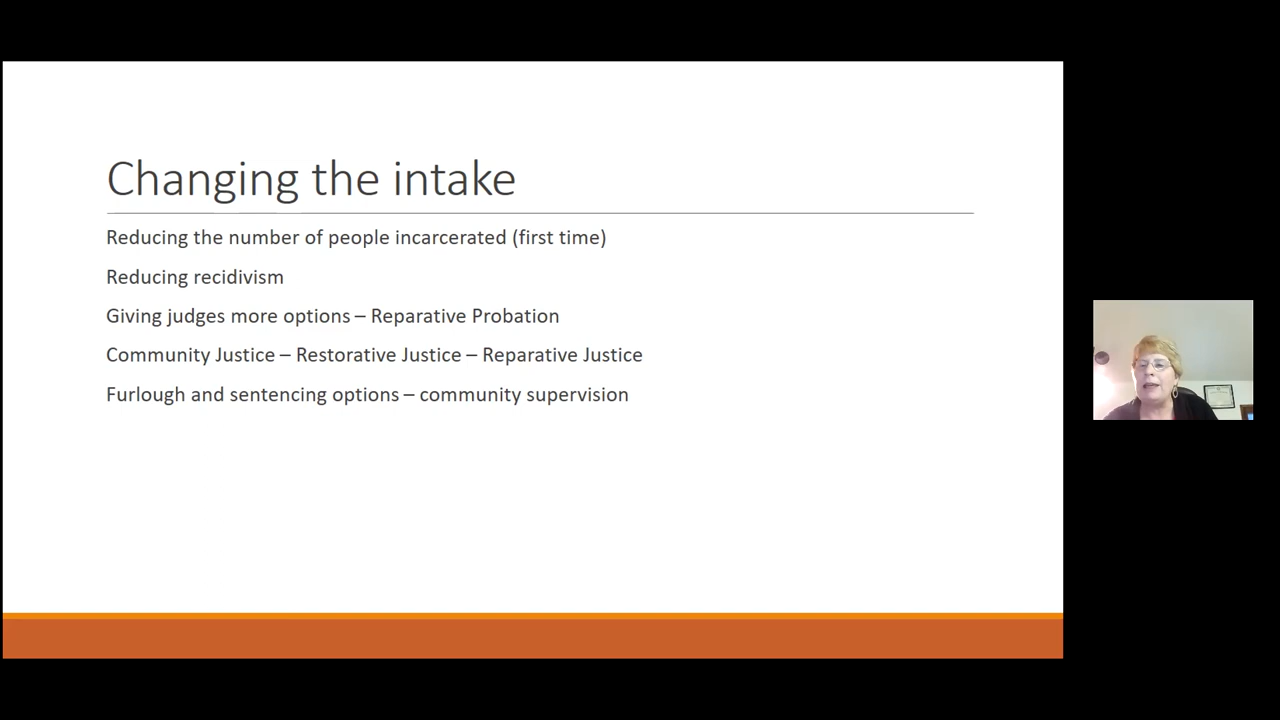 Changing the intake
Reducing the number of people incarcerated (first time)
Reducing recidivism
Giving judges more options – Reparative Probation
Community Justice – Restorative Justice – Reparative Justice
Furlough and sentencing options – community supervision